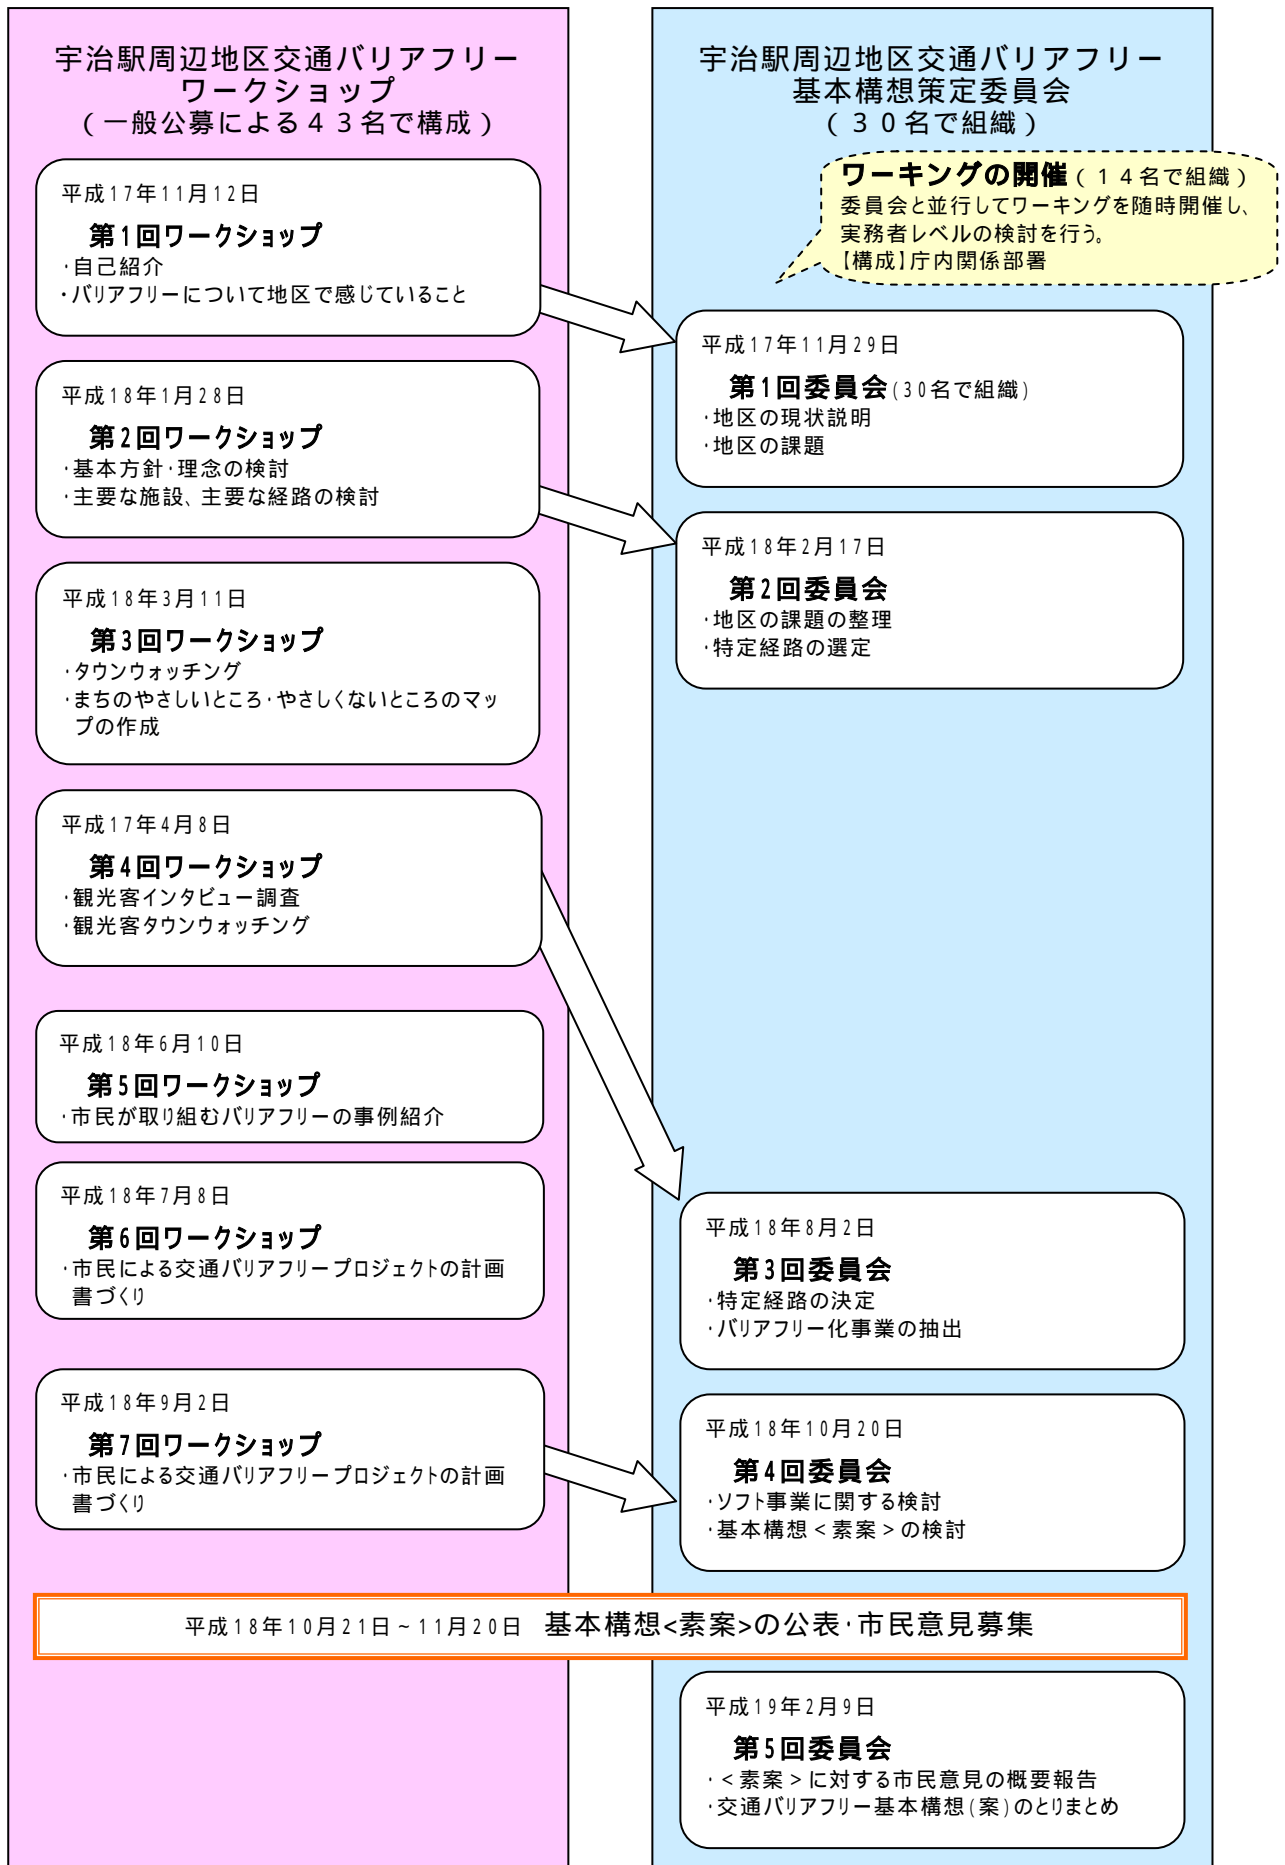 宇治駅周辺地区交通バリアフリー
ワークショップ
(一般公募による43名で構成)
平成17年11月12日
第1回ワークショップ
・自己紹介
・バリアフリーについて地区で感じていること
平成18年1月28日
第2回ワークショップ
・基本方針・理念の検討
・主要な施設、主要な経路の検討
平成18年3月11日
第3回ワークショップ
・タウンウォッチング
・まちのやさしいところ・やさしくないところのマッ
プの作成
平成17年4月8日
第4回ワークショップ
・観光客インタビュー調査
・観光客タウンウォッチング
平成18年6月10日
第5回ワークショップ
・市民が取り組むバリアフリーの事例紹介
平成18年7月8日
第6回ワークショップ
・市民による交通バリアフリープロジェクトの計画
書づくり
平成18年9月2日
第7回ワークショップ
・市民による交通バリアフリープロジェクトの計画
書づくり
宇治駅周辺地区交通バリアフリー
基本構想策定委員会
(30名で組織)
ワーキングの開催(14名で組織)
委員会と並行してワーキングを随時開催し、
実務者レベルの検討を行う。
【構成】庁内関係部署
平成17年11月29日
第1回委員会(30名で組織)
・地区の現状説明
・地区の課題
平成18年2月17日
第2回委員会
・地区の課題の整理
・特定経路の選定
平成18年8月2日
第3回委員会
・特定経路の決定
・バリアフリー化事業の抽出
平成18年10月20日
第4回委員会
・ソフト事業に関する検討
・基本構想<素案>の検討
平成18年10月21日~11月20日 基本構想<素案>の公表・市民意見募集
平成19年2月9日
第5回委員会
・<素案>に対する市民意見の概要報告
・交通バリアフリー基本構想(案)のとりまとめ